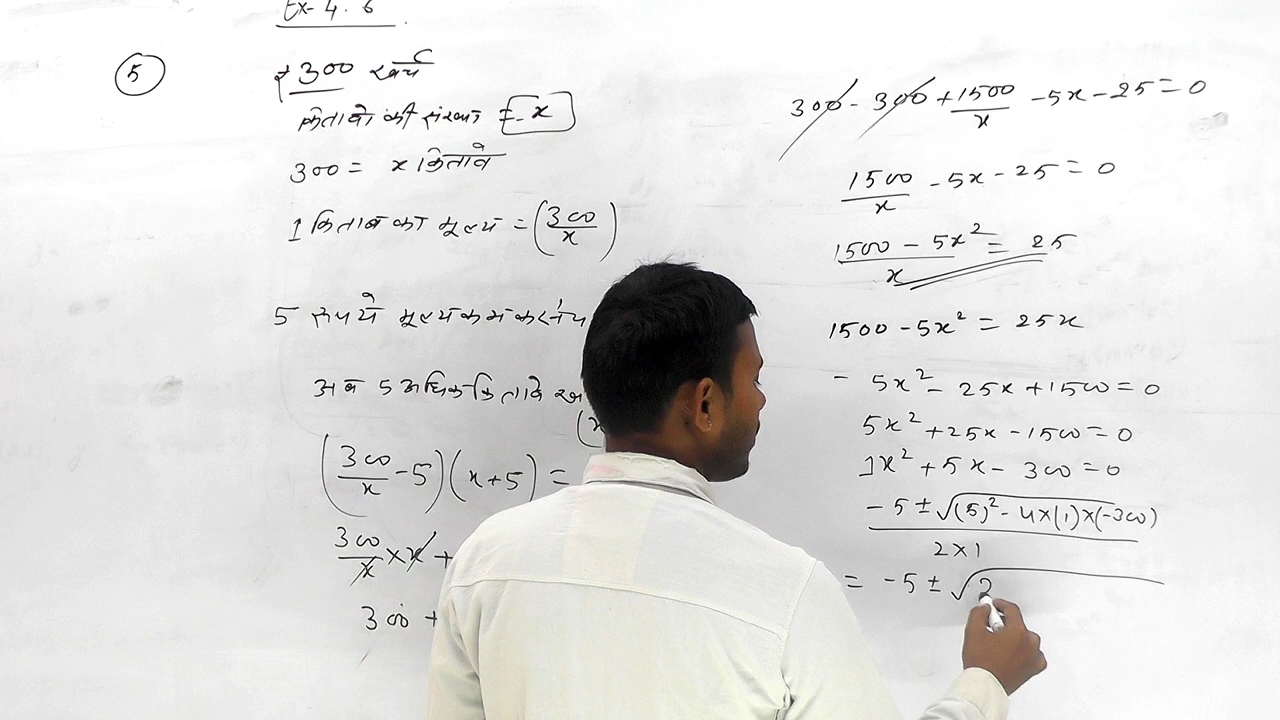 Ex- 4.6
5
₹ 300 खर्च
किताबों की संख्या = x
300 = x किताबें
1 किताब का मूल्य = (300/x)
5 रुपये मूल्य कम करने
अब 5 अधिक किताबें
(x
(300/x - 5)(x+5) =
300/x × x +
300 +
300 - 300 + 1500/x - 5x - 25 = 0
1500/x - 5x - 25 = 0
1500 - 5x²/x = 25
1500 - 5x² = 25x
- 5x² - 25x + 1500 = 0
5x² + 25x - 1500 = 0
1x² + 5x - 300 = 0
- 5 ± √(5)² - 4×(1)×(-300)
2×1
= -5 ± √2